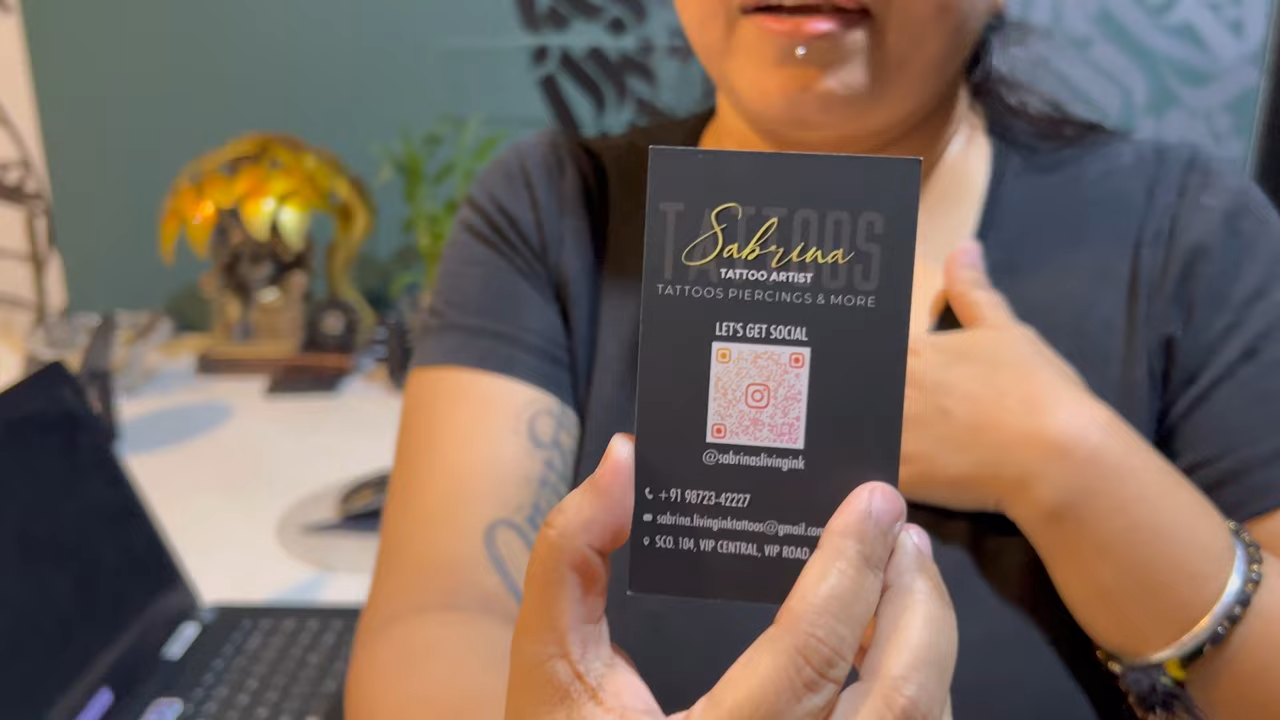 TATTOOS
Sabrina
TATTOO ARTIST
TATTOOS PIERCINGS & MORE
LET'S GET SOCIAL
@sabrinaslivingink
+91 98723-42227
sabrina.livinginktattoos@gmail.com
SCO. 104, VIP CENTRAL, VIP ROAD